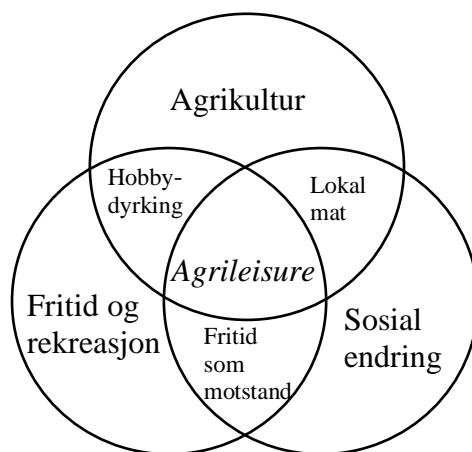 Agrikultur
Hobby-
dyrking
Lokal
mat
Agrileisure
Fritid og
rekreasjon
Fritid
som
motstand
Sosial
endring